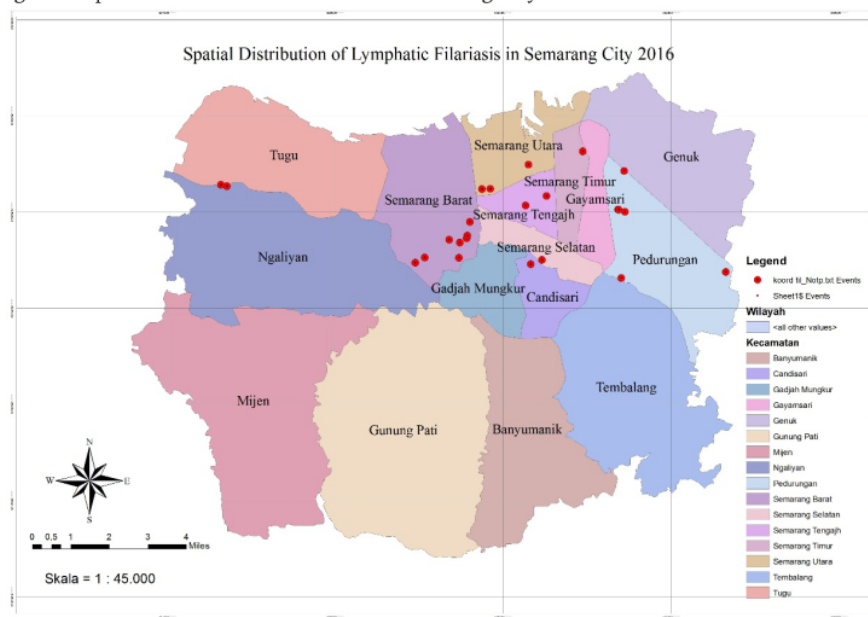 Spatial Distribution of Lymphatic Filariasis in Semarang City 2016
Tugu
Semarang Utara
Genuk
Semarang Timur
Gayamsari
Semarang Barat
Semarang Tengajh
Semarang Selatan
Ngaliyan
Pedurungan
Gadjah Mungkur
Candisari
Mijen
Gunung Pati
Banyumanik
Tembalang
N
W
E
S
0 0,5 1 2 3 4
Miles
Skala = 1 : 45.000
Legend
koord fil_Notp.txt Events
Sheet1$ Events
Wilayah
<all other values>
Kecamatan
Banyumanik
Candisari
Gadjah Mungkur
Gayamsari
Genuk
Gunung Pati
Mijen
Ngaliyan
Pedurungan
Semarang Barat
Semarang Selatan
Semarang Tengajh
Semarang Timur
Semarang Utara
Tembalang
Tugu